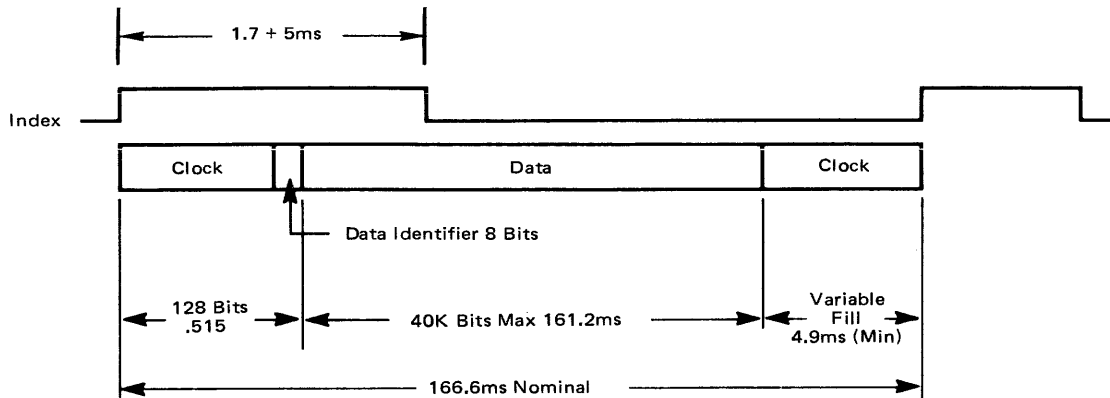 1.7 + 5ms
Index
Clock
Data
Clock
Data Identifier 8 Bits
128 Bits
.515
40K Bits Max 161.2ms
Variable
Fill
4.9ms (Min)
166.6ms Nominal